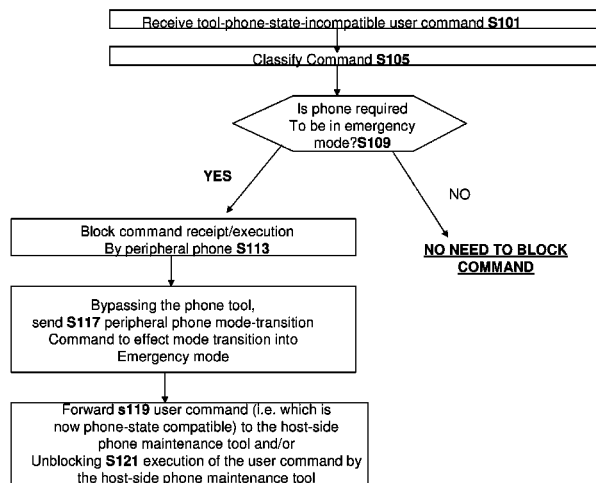 Receive tool-phone-state-incompatible user command S101
Classify Command S105
Is phone required
To be in emergency
mode?S109
YES
NO
Block command receipt/execution
By peripheral phone S113
NO NEED TO BLOCK
COMMAND
Bypassing the phone tool,
send S117 peripheral phone mode-transition
Command to effect mode transition into
Emergency mode
Forward s119 user command (i.e. which is
now phone-state compatible) to the host-side
phone maintenance tool and/or
Unblocking S121 execution of the user command by
the host-side phone maintenance tool